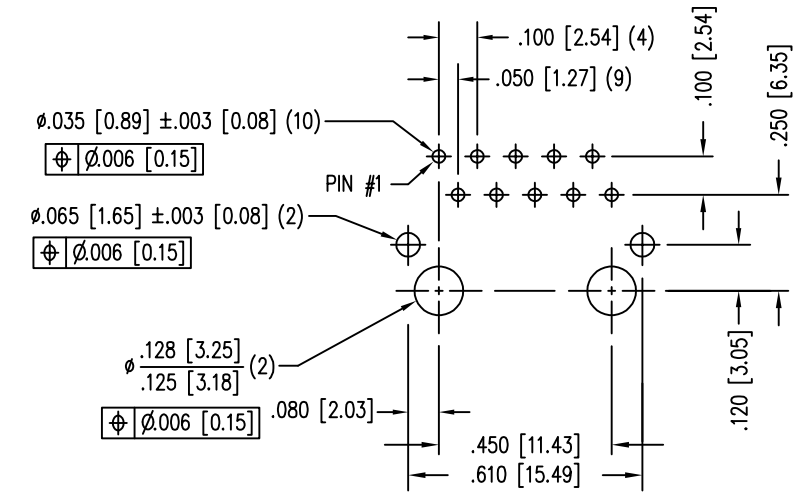 .100 [2.54] (4)
.050 [1.27] (9)
.100 [2.54]
.250 [6.35]
ø.035 [0.89] ±.003 [0.08] (10)
⌖ Ø.006 [0.15]
PIN #1
ø.065 [1.65] ±.003 [0.08] (2)
⌖ Ø.006 [0.15]
ø .128 [3.25] (2)
.125 [3.18]
⌖ Ø.006 [0.15]
.080 [2.03]
.120 [3.05]
.450 [11.43]
.610 [15.49]